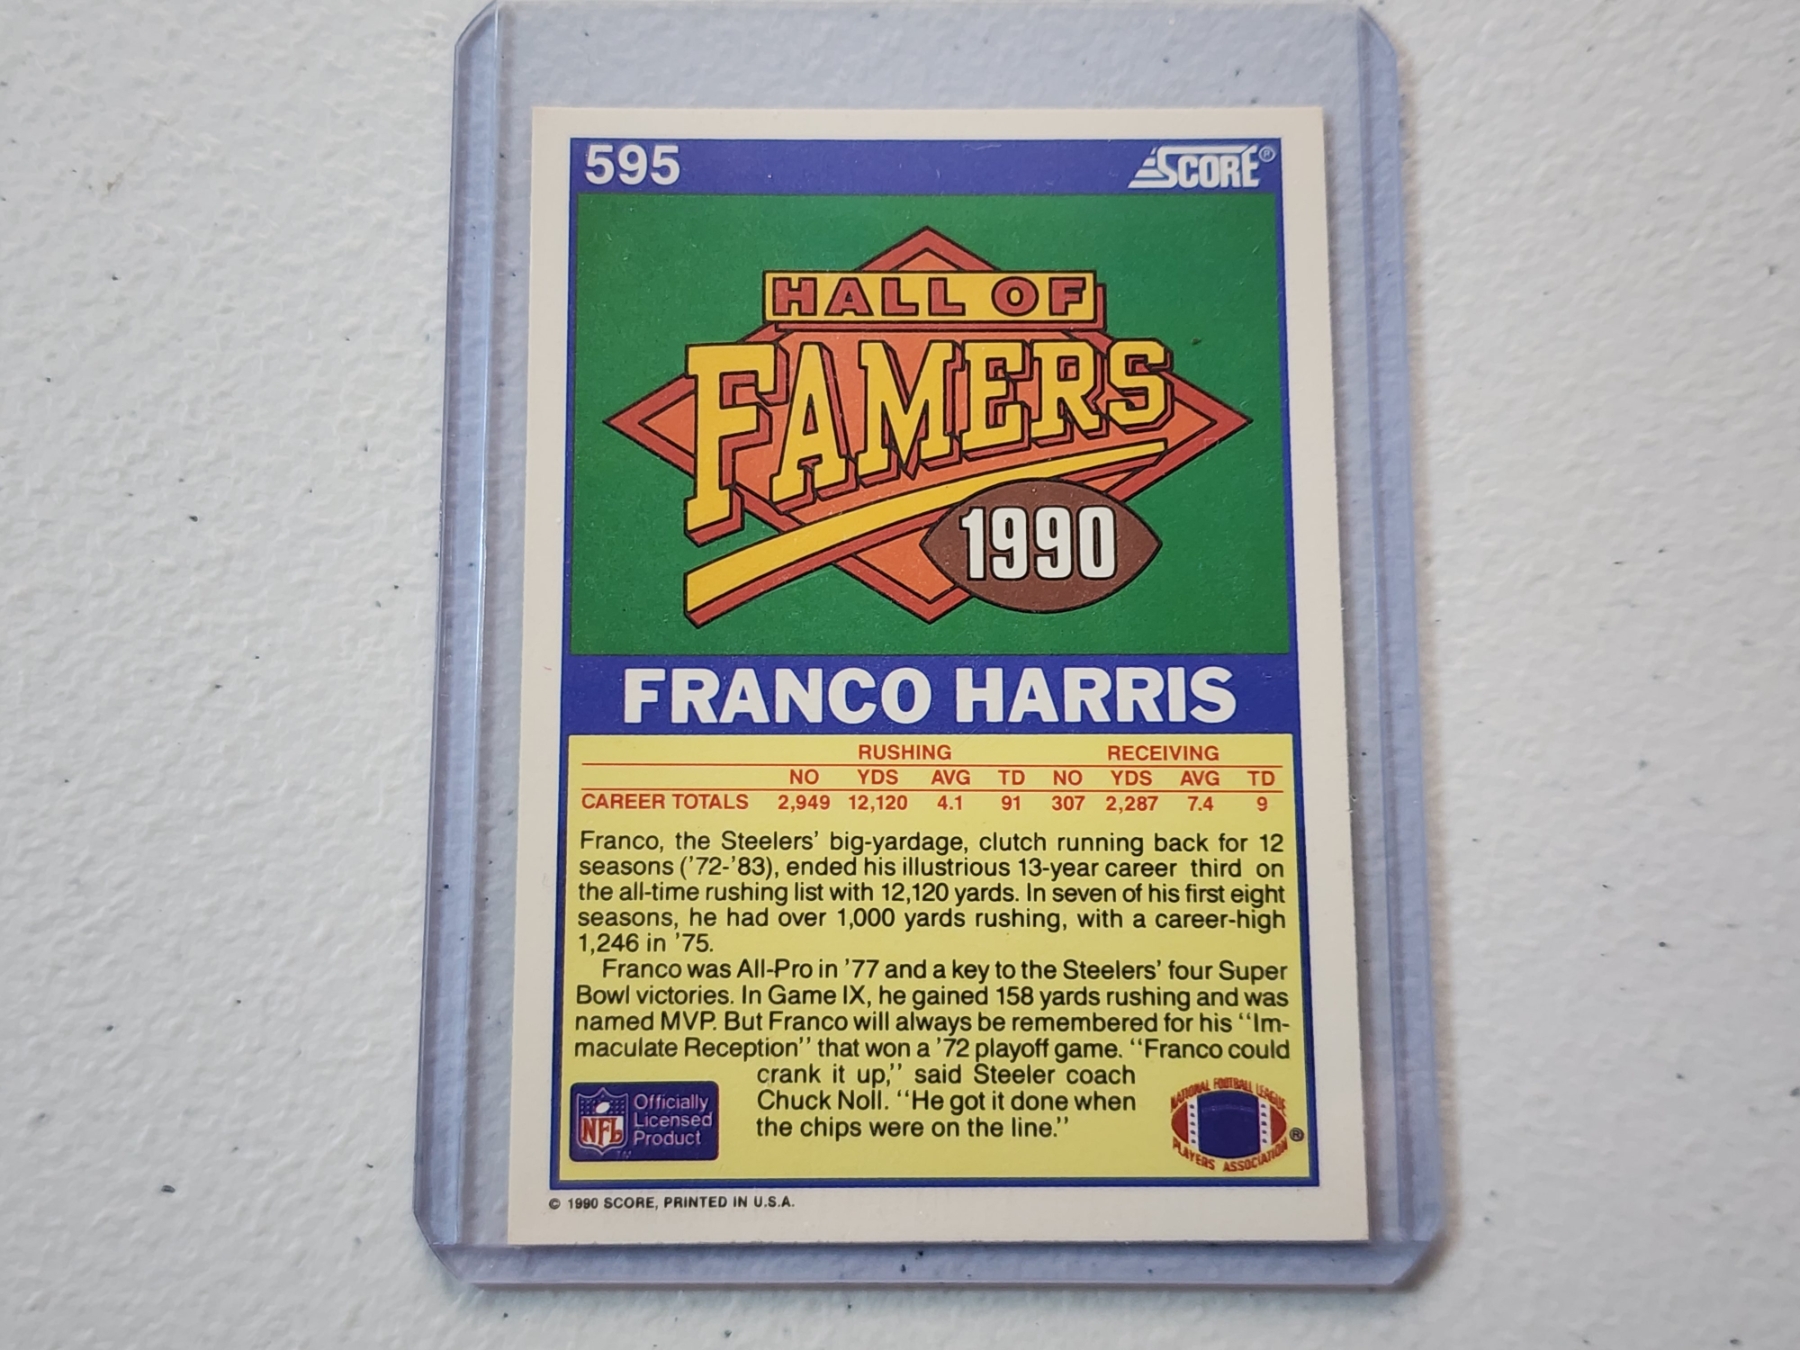 595
SCORE®
HALL OF
FAMERS
1990
FRANCO HARRIS
RUSHING RECEIVING
NO YDS AVG TD NO YDS AVG TD
CAREER TOTALS 2,949 12,120 4.1 91 307 2,287 7.4 9
Franco, the Steelers' big-yardage, clutch running back for 12
seasons ('72-'83), ended his illustrious 13-year career third on
the all-time rushing list with 12,120 yards. In seven of his first eight
seasons, he had over 1,000 yards rushing, with a career-high
1,246 in '75.
Franco was All-Pro in '77 and a key to the Steelers' four Super
Bowl victories. In Game IX, he gained 158 yards rushing and was
named MVP. But Franco will always be remembered for his "Im-
maculate Reception" that won a '72 playoff game. "Franco could
crank it up," said Steeler coach
Chuck Noll. "He got it done when
the chips were on the line."
NFL
TM
Officially
Licensed
Product
NATIONAL FOOTBALL LEAGUE
PLAYERS ASSOCIATION
®
© 1990 SCORE, PRINTED IN U.S.A.